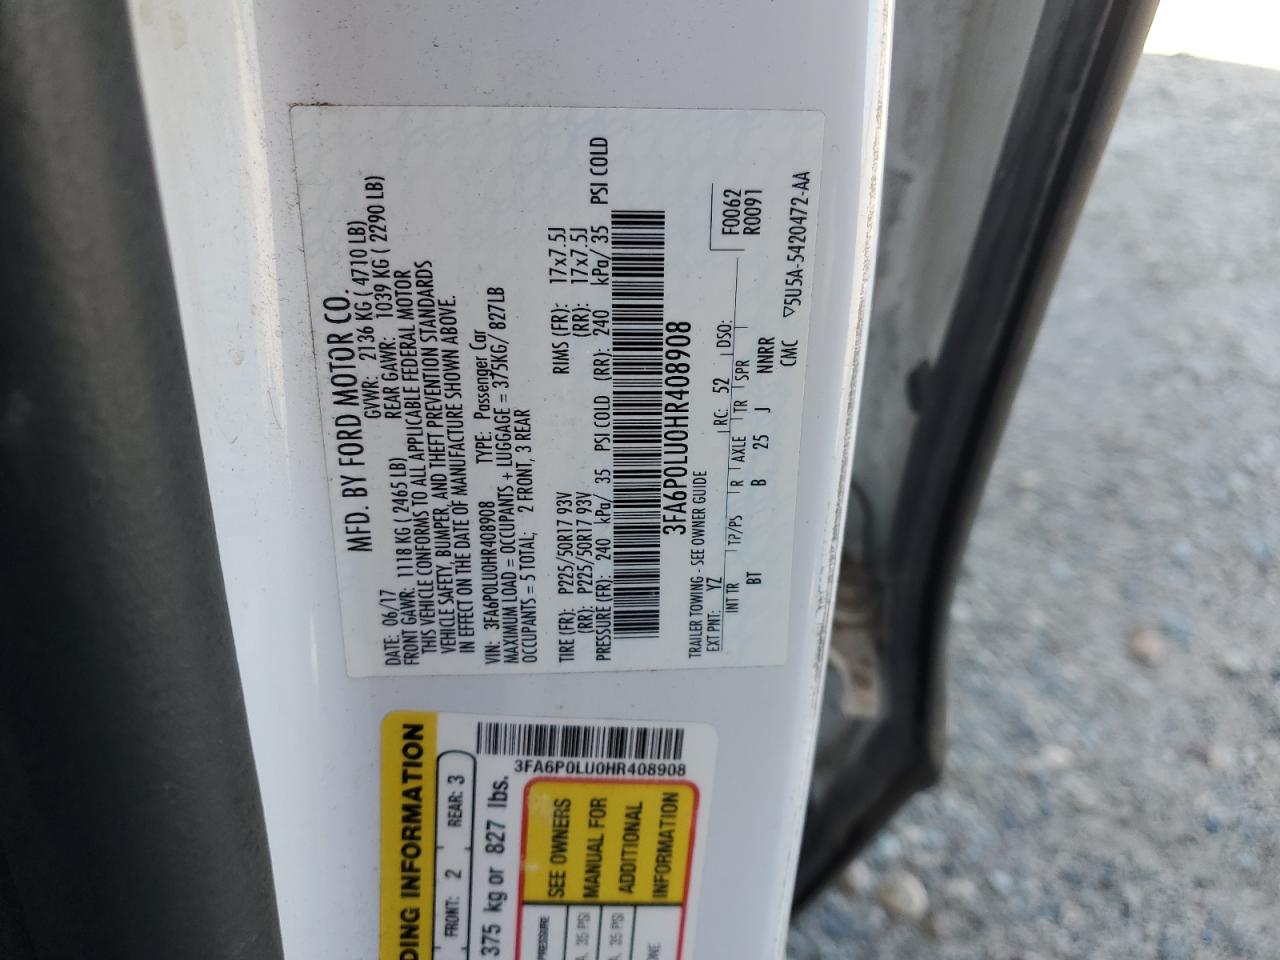 MFD. BY FORD MOTOR CO.
DATE: 06/17 GVWR: 2136 KG ( 4710 LB)
FRONT GAWR: 1118 KG ( 2465 LB) REAR GAWR: 1039 KG ( 2290 LB)
THIS VEHICLE CONFORMS TO ALL APPLICABLE FEDERAL MOTOR
VEHICLE SAFETY, BUMPER, AND THEFT PREVENTION STANDARDS
IN EFFECT ON THE DATE OF MANUFACTURE SHOWN ABOVE.
VIN: 3FA6P0LU0HR408908 TYPE: Passenger Car
MAXIMUM LOAD = OCCUPANTS + LUGGAGE = 375KG/ 827LB
OCCUPANTS = 5 TOTAL; 2 FRONT, 3 REAR
TIRE (FR): P225/50R17 93V RIMS (FR): 17x7.5J
(RR): P225/50R17 93V (RR): 17x7.5J
PRESSURE (FR): 240 kPa/ 35 PSI COLD (RR): 240 kPa/ 35 PSI COLD
3FA6P0LU0HR408908
TRAILER TOWING - SEE OWNER GUIDE
EXT PNT: YZ RC: 52 DSO: F0062
R0091
INT TR TP/PS R AXLE TR SPR
BT B 25 J NNRR
CMC ▽5U5A-5420472-AA
3FA6P0LU0HR408908
DING INFORMATION
FRONT: 2 REAR: 3
375 kg or 827 lbs.
PRESSURE
35 PSI
35 PSI
SEE OWNERS
MANUAL FOR
ADDITIONAL
INFORMATION